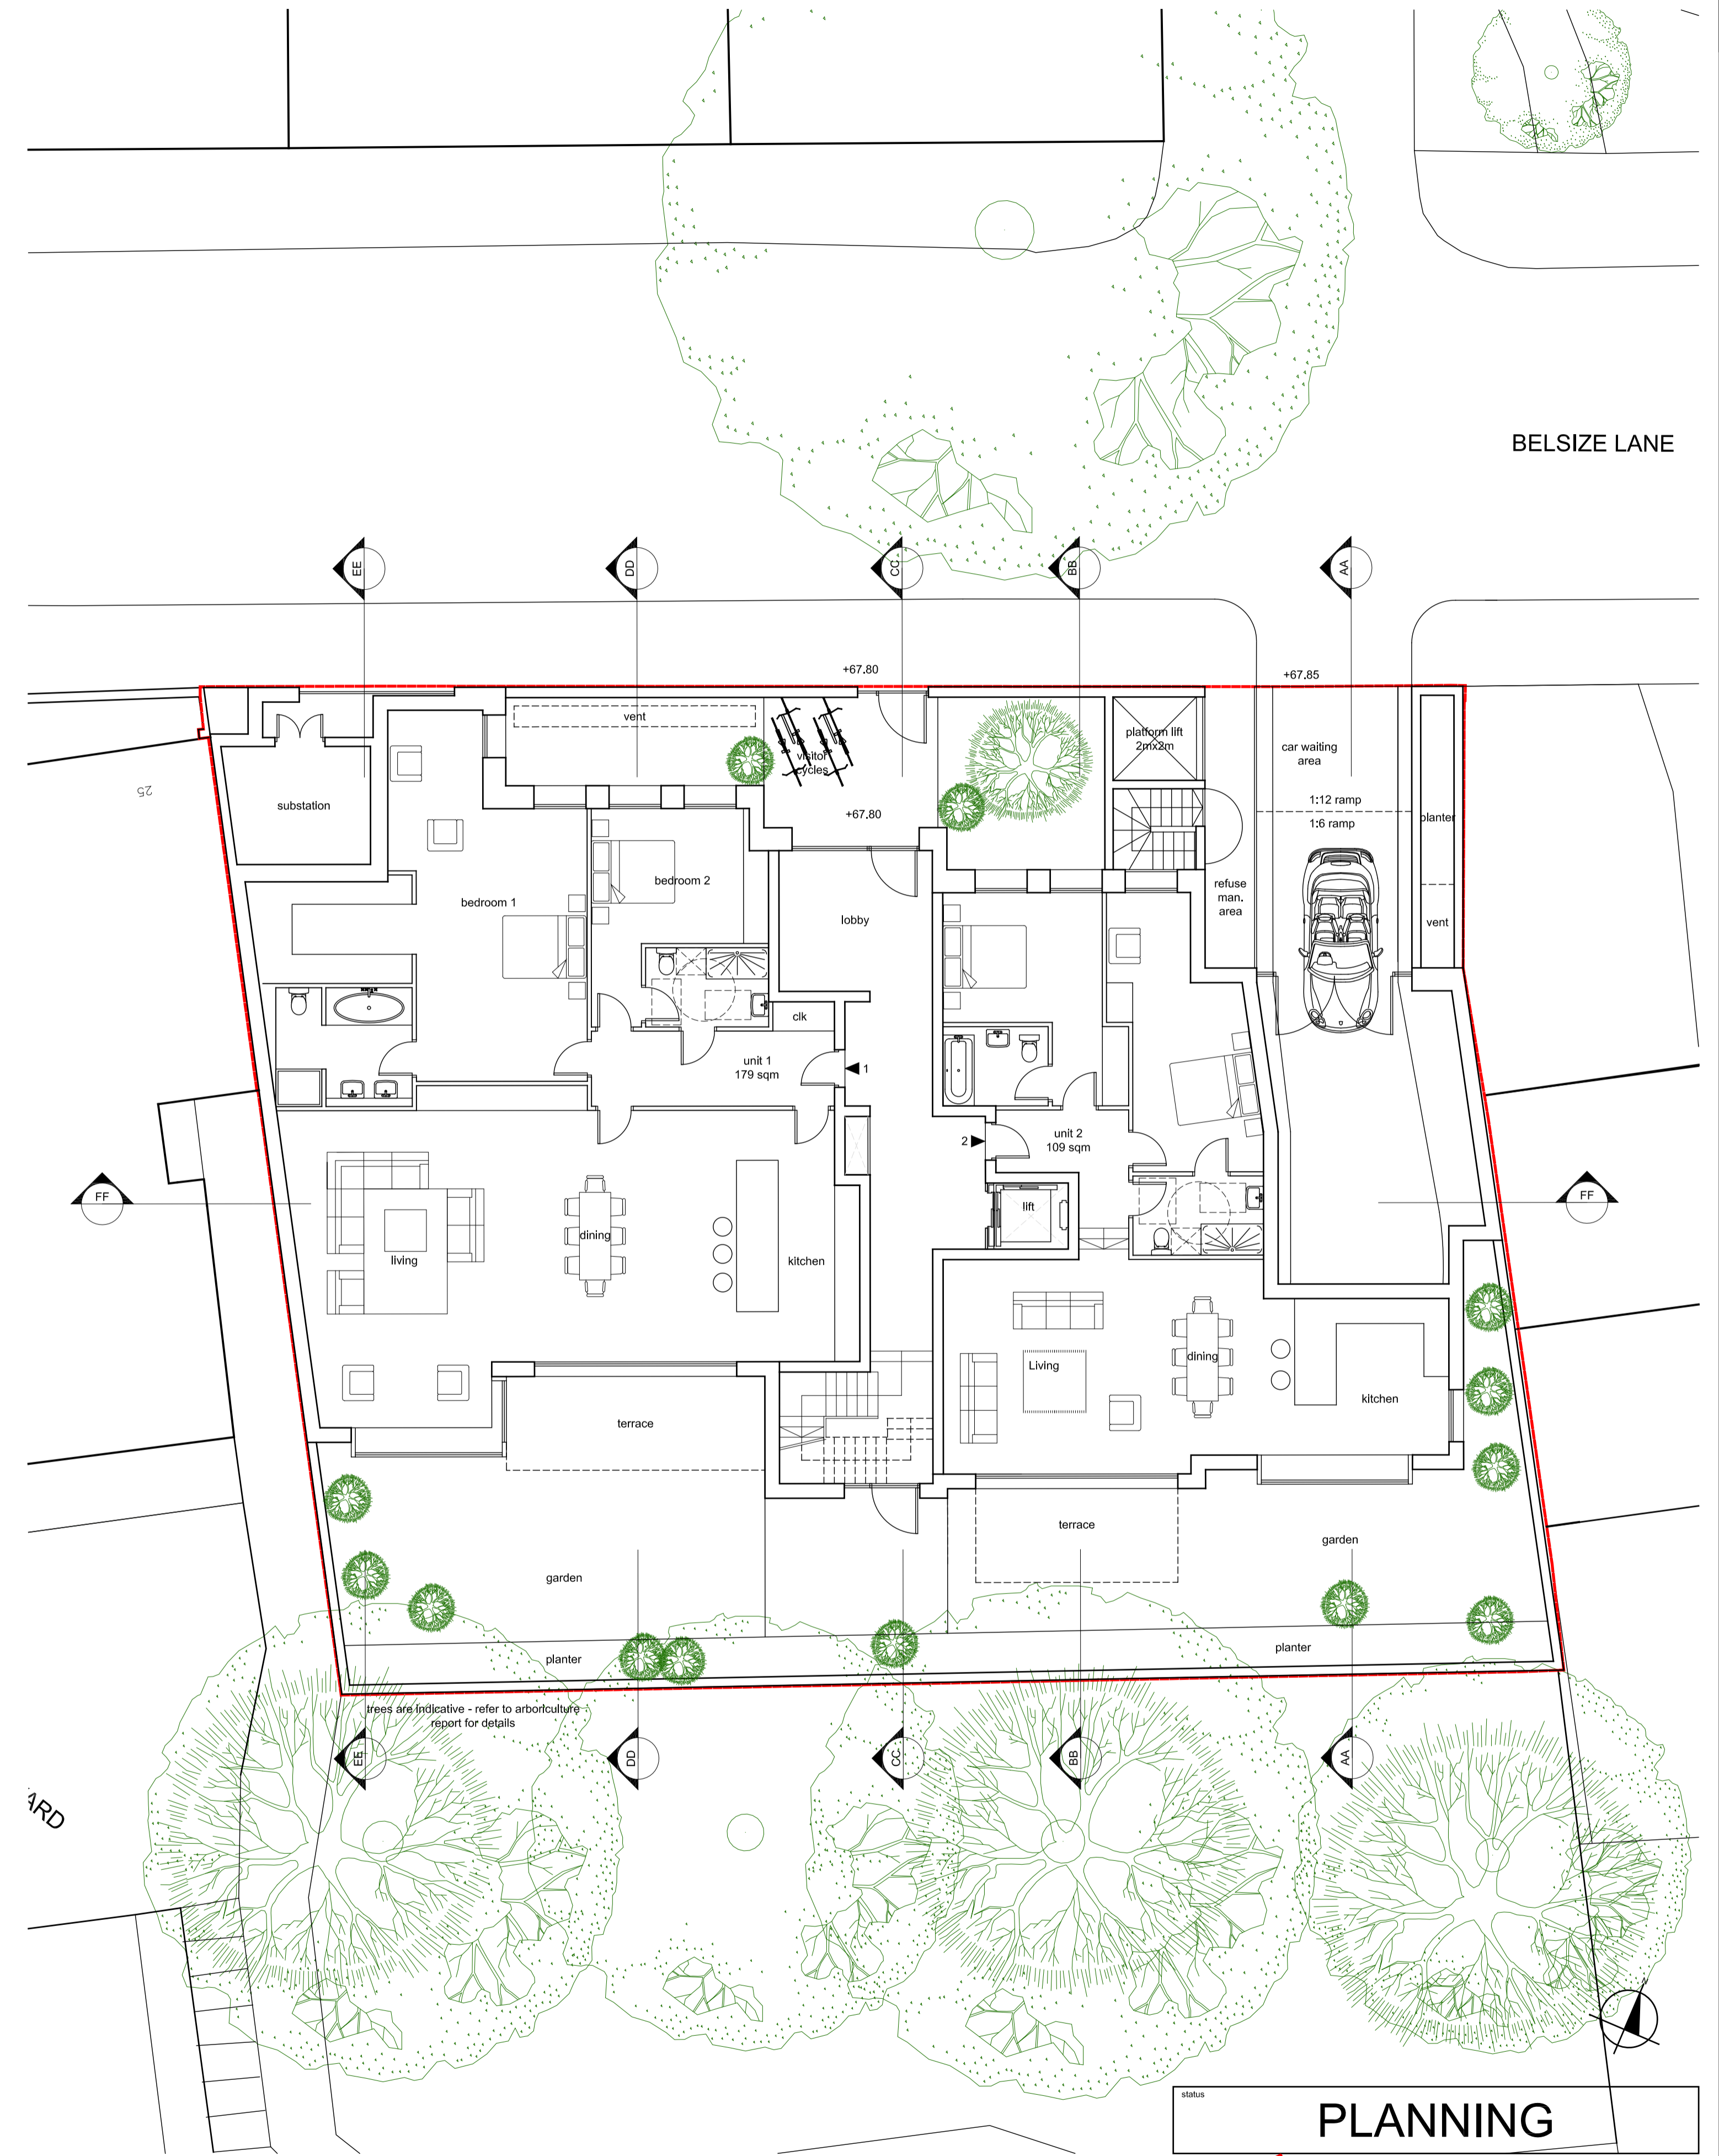 BELSIZE LANE
EE
DD
CC
BB
AA
+67.80
+67.85
vent
visitor
cycles
platform lift
2mx2m
car waiting
area
25
substation
+67.80
1:12 ramp
1:6 ramp
planter
bedroom 1
bedroom 2
refuse
man.
area
lobby
vent
clk
unit 1
179 sqm
1
2
unit 2
109 sqm
FF
FF
lift
living
dining
kitchen
Living
dining
kitchen
terrace
terrace
garden
garden
planter
planter
trees are indicative - refer to arboriculture
report for details
EE
DD
CC
BB
AA
ARD
status
PLANNING